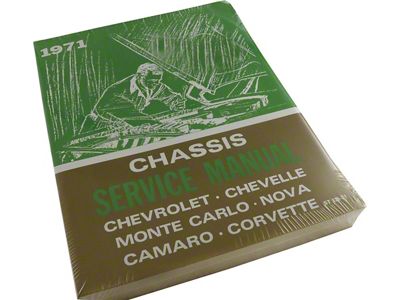 1971
CHASSIS
SERVICE MANUAL
CHEVROLET · CHEVELLE
MONTE CARLO · NOVA
CAMARO · CORVETTE